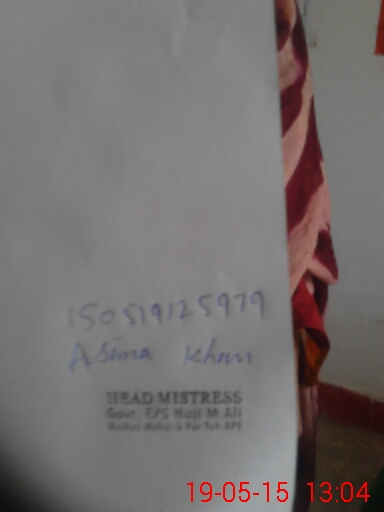 150519125979
Asima Khan
HEAD MISTRESS
Govt. E/S Haji M.Ali
19-05-15 13:04